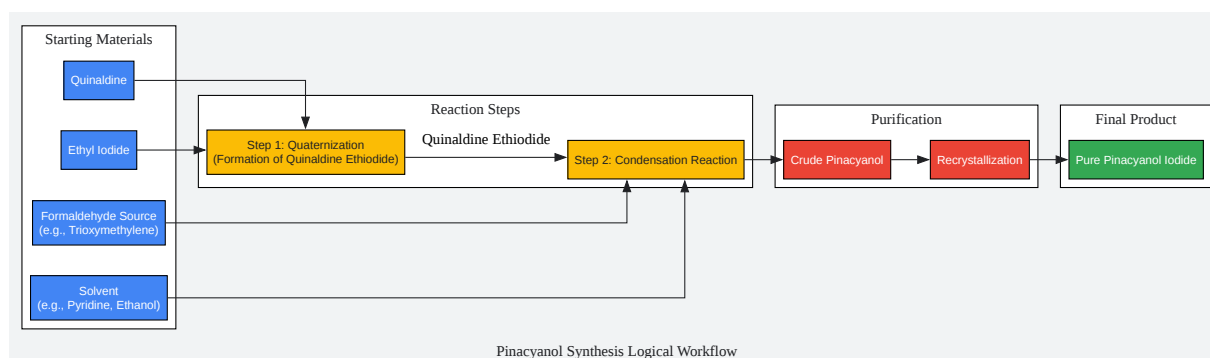 Starting Materials
Quinaldine
Ethyl Iodide
Formaldehyde Source
(e.g., Trioxymethylene)
Solvent
(e.g., Pyridine, Ethanol)
Reaction Steps
Step 1: Quaternization
(Formation of Quinaldine Ethiodide)
Quinaldine Ethiodide
Step 2: Condensation Reaction
Purification
Crude Pinacyanol
Recrystallization
Final Product
Pure Pinacyanol Iodide
Pinacyanol Synthesis Logical Workflow